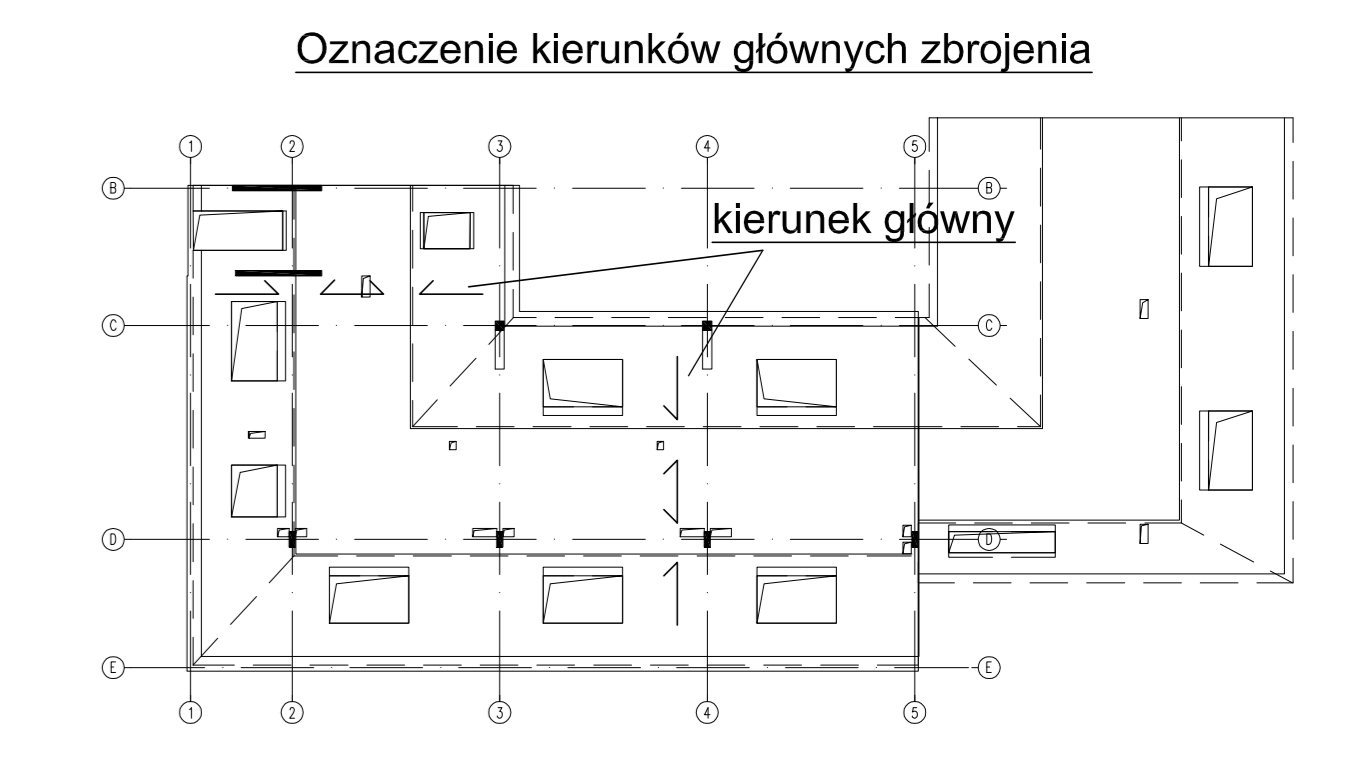 Oznaczenie kierunków głównych zbrojenia
1 2 3 4 5
B B
kierunek główny
C C
D D
E E
1 2 3 4 5